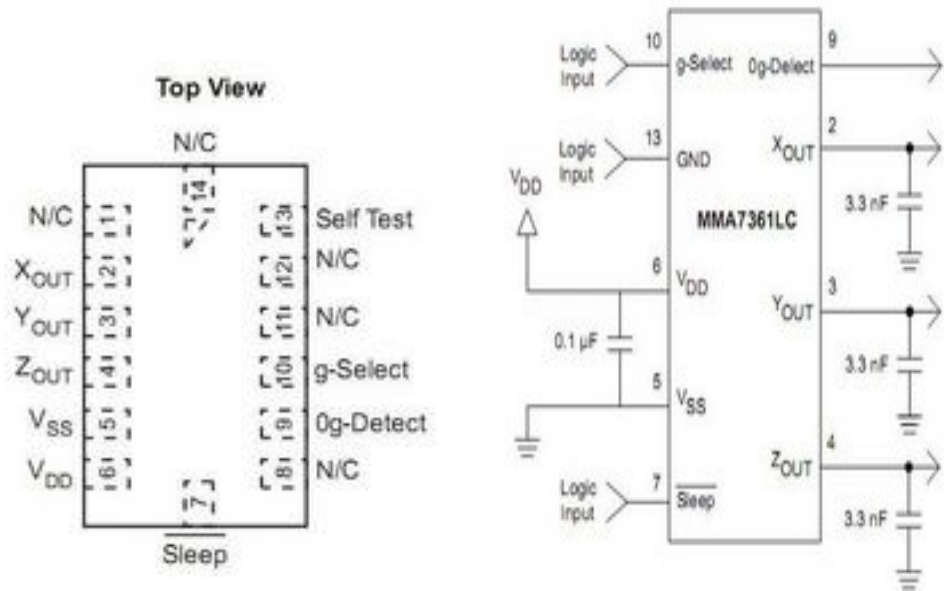 Top View
N/C
14
N/C 1 13 Self Test
XOUT 2 12 N/C
YOUT 3 11 N/C
ZOUT 4 10 g-Select
VSS 5 9 0g-Detect
VDD 6 8 N/C
7
Sleep
Logic Input 10 g-Select 0g-Detect 9
Logic Input 13 GND XOUT 2
3.3 nF
VDD
MMA7361LC
6 VDD
YOUT 3
0.1 µF
3.3 nF
5 VSS
ZOUT 4
Logic Input 7 Sleep
3.3 nF